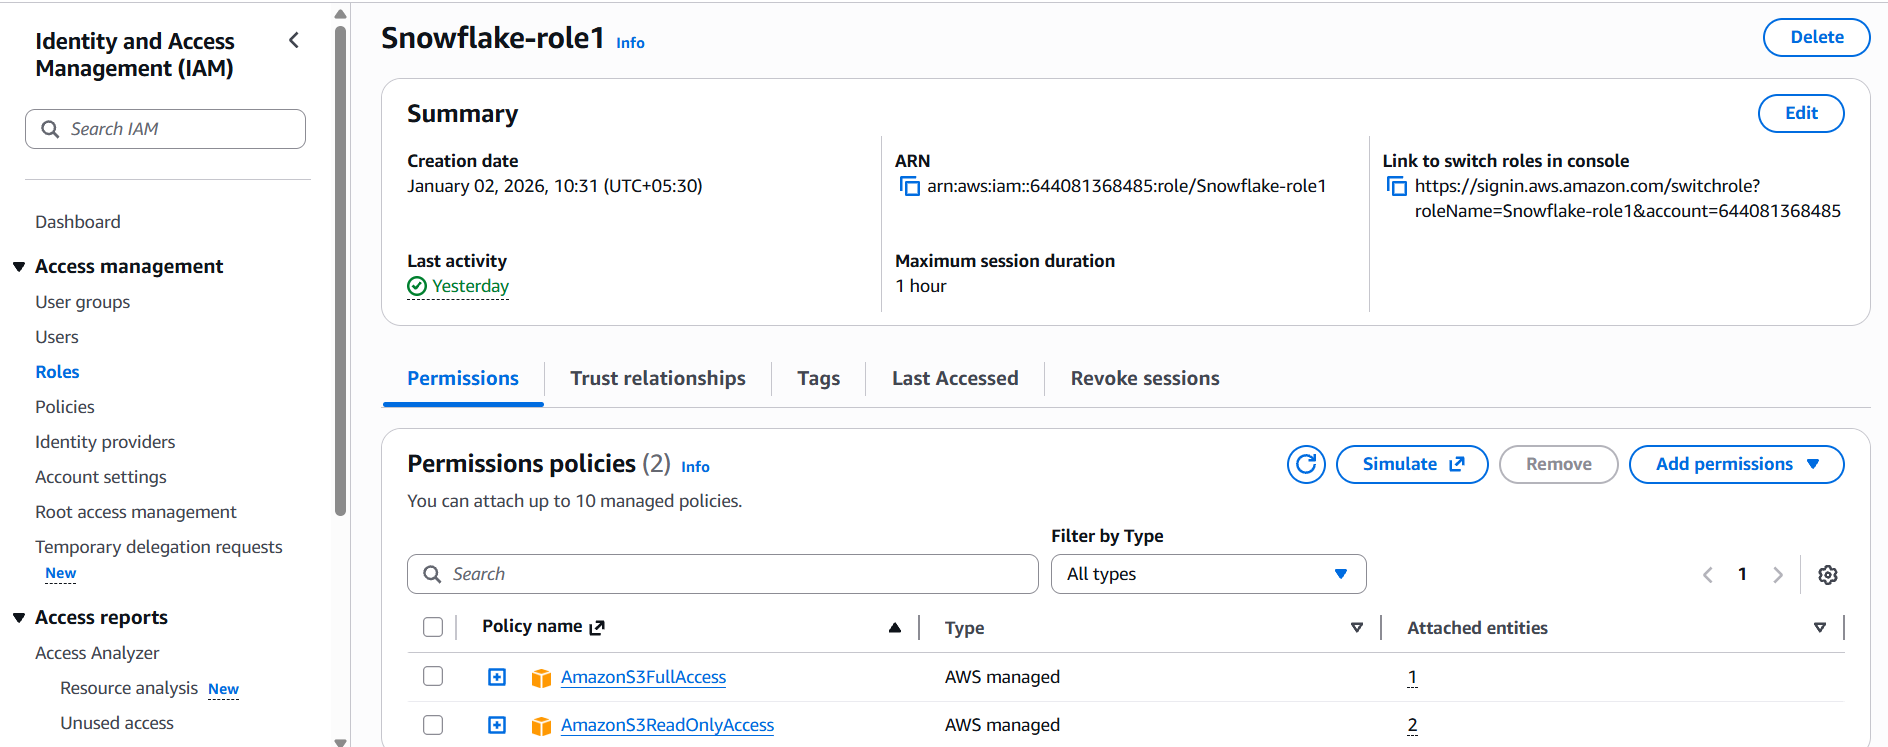 Identity and Access
Management (IAM)
Search IAM
Dashboard
Access management
User groups
Users
Roles
Policies
Identity providers
Account settings
Root access management
Temporary delegation requests
New
Access reports
Access Analyzer
Resource analysis New
Unused access
Snowflake-role1 Info
Delete
Summary
Edit
Creation date
January 02, 2026, 10:31 (UTC+05:30)
ARN
arn:aws:iam::644081368485:role/Snowflake-role1
Link to switch roles in console
https://signin.aws.amazon.com/switchrole?
roleName=Snowflake-role1&account=644081368485
Last activity
Yesterday
Maximum session duration
1 hour
Permissions Trust relationships Tags Last Accessed Revoke sessions
Permissions policies (2) Info
Simulate Remove Add permissions
You can attach up to 10 managed policies.
Filter by Type
Search
All types
1
Policy name Type Attached entities
AmazonS3FullAccess AWS managed 1
AmazonS3ReadOnlyAccess AWS managed 2